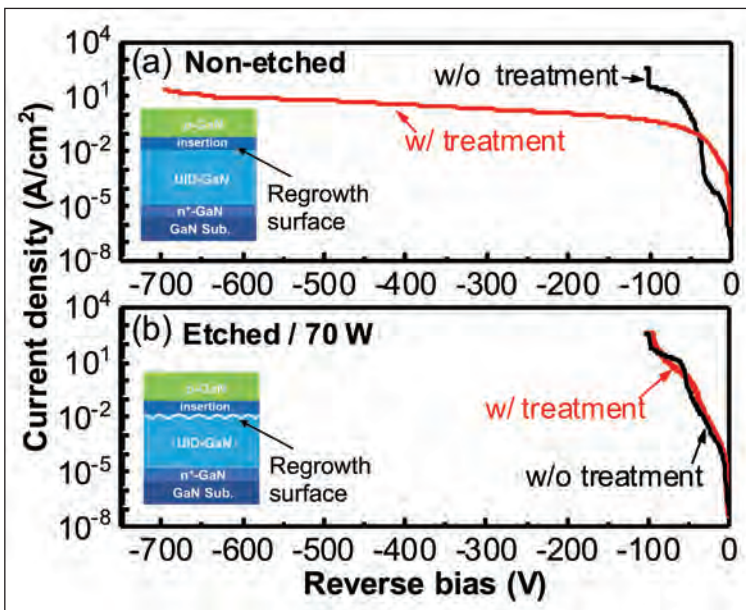 10⁴
(a) Non-etched
w/o treatment
10¹
w/ treatment
10⁻²
insertion
UID-GaN
Regrowth
surface
10⁻⁵
n⁺-GaN
GaN Sub.
10⁻⁸
-700 -600 -500 -400 -300 -200 -100 0
Current density (A/cm²)
10⁴
(b) Etched / 70 W
10¹
w/ treatment
10⁻²
insertion
UID-GaN
w/o treatment
Regrowth
surface
10⁻⁵
n⁺-GaN
GaN Sub.
10⁻⁸
-700 -600 -500 -400 -300 -200 -100 0
Reverse bias (V)